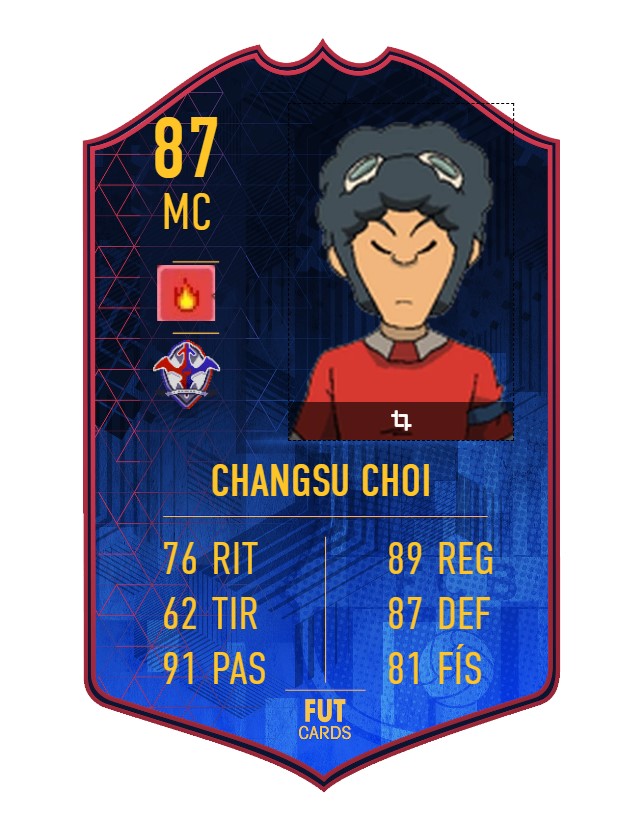 87
MC
CHANGSU CHOI
76 RIT
62 TIR
91 PAS
89 REG
87 DEF
81 FÍS
FUT
CARDS